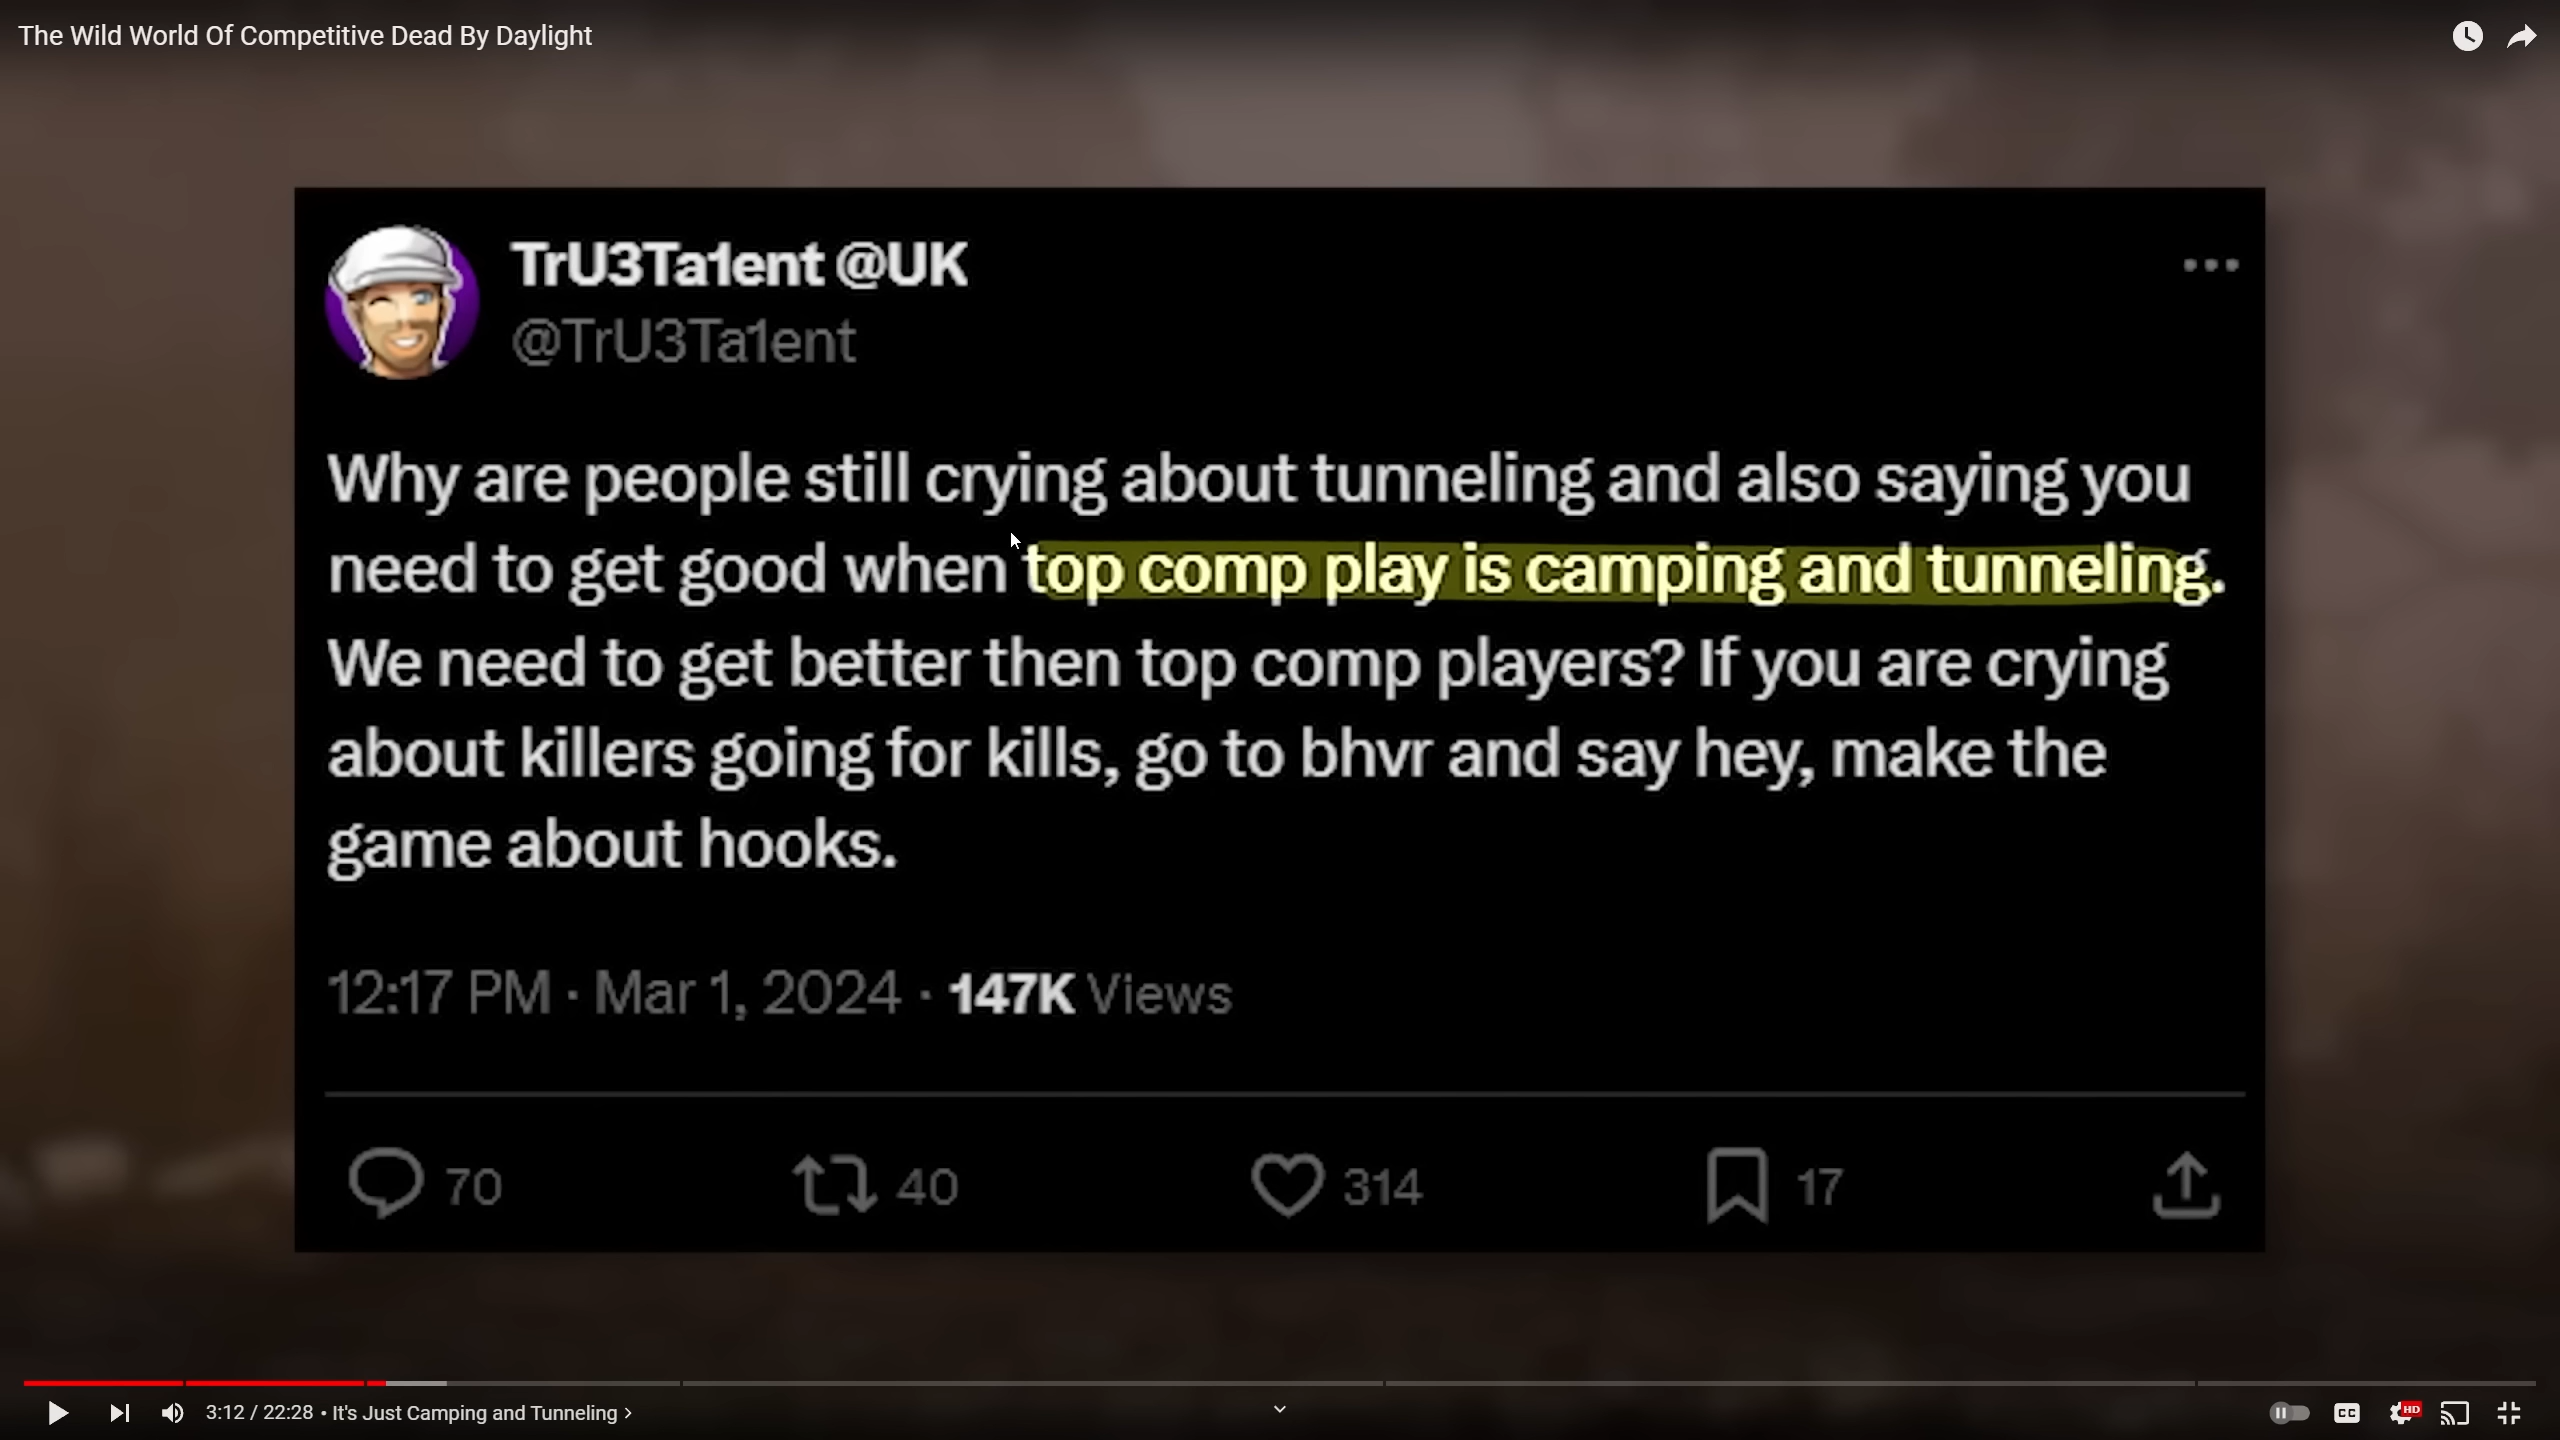 The Wild World Of Competitive Dead By Daylight
TrU3Ta1ent @UK
@TrU3Ta1ent
Why are people still crying about tunneling and also saying you
need to get good when top comp play is camping and tunneling.
We need to get better then top comp players? If you are crying
about killers going for kills, go to bhvr and say hey, make the
game about hooks.
12:17 PM · Mar 1, 2024 · 147K Views
70 40 314 17
3:12 / 22:28 • It's Just Camping and Tunneling CC HD